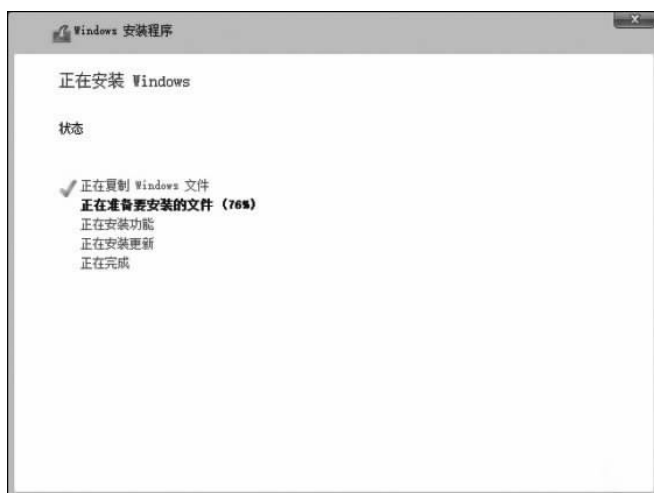 Windows 安装程序
正在安装 Windows
状态
正在复制 Windows 文件
正在准备要安装的文件 (76%)
正在安装功能
正在安装更新
正在完成